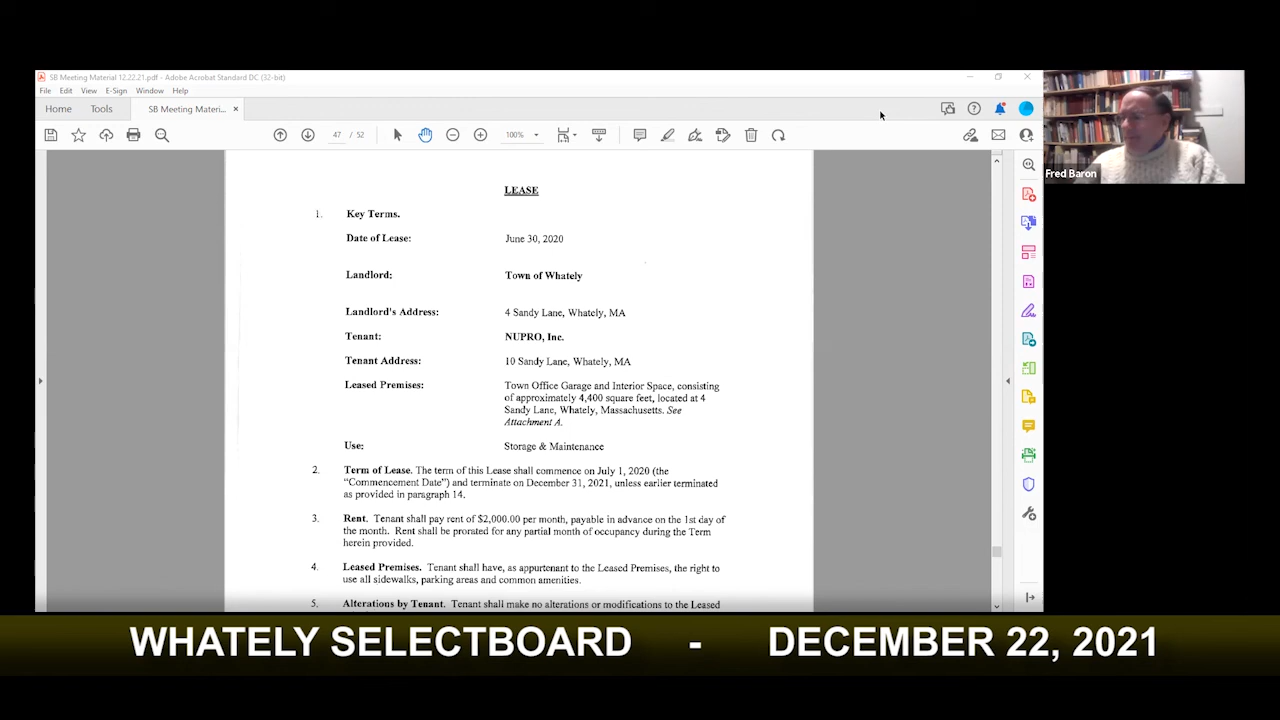 SB Meeting Material 12.22.21.pdf - Adobe Acrobat Standard DC (32-bit)
File Edit View E-Sign Window Help
Home Tools SB Meeting Materi... ×
47 / 52 100%
LEASE
1. Key Terms.
Date of Lease: June 30, 2020
Landlord: Town of Whately
Landlord's Address: 4 Sandy Lane, Whately, MA
Tenant: NUPRO, Inc.
Tenant Address: 10 Sandy Lane, Whately, MA
Leased Premises: Town Office Garage and Interior Space, consisting
of approximately 4,400 square feet, located at 4
Sandy Lane, Whately, Massachusetts. See
Attachment A.
Use: Storage & Maintenance
2. Term of Lease. The term of this Lease shall commence on July 1, 2020 (the
"Commencement Date") and terminate on December 31, 2021, unless earlier terminated
as provided in paragraph 14.
3. Rent. Tenant shall pay rent of $2,000.00 per month, payable in advance on the 1st day of
the month. Rent shall be prorated for any partial month of occupancy during the Term
herein provided.
4. Leased Premises. Tenant shall have, as appurtenant to the Leased Premises, the right to
use all sidewalks, parking areas and common amenities.
5. Alterations by Tenant. Tenant shall make no alterations or modifications to the Leased
Fred Baron
WHATELY SELECTBOARD - DECEMBER 22, 2021